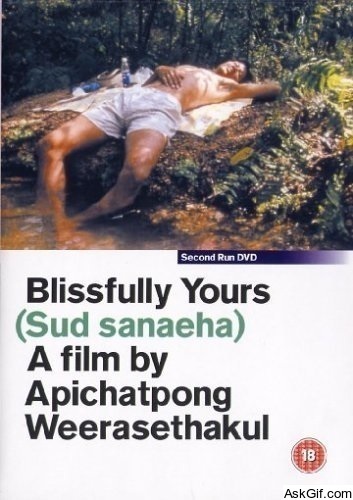 Second Run DVD
Blissfully Yours
(Sud sanaeha)
A film by
Apichatpong
Weerasethakul
18
AskGif.com